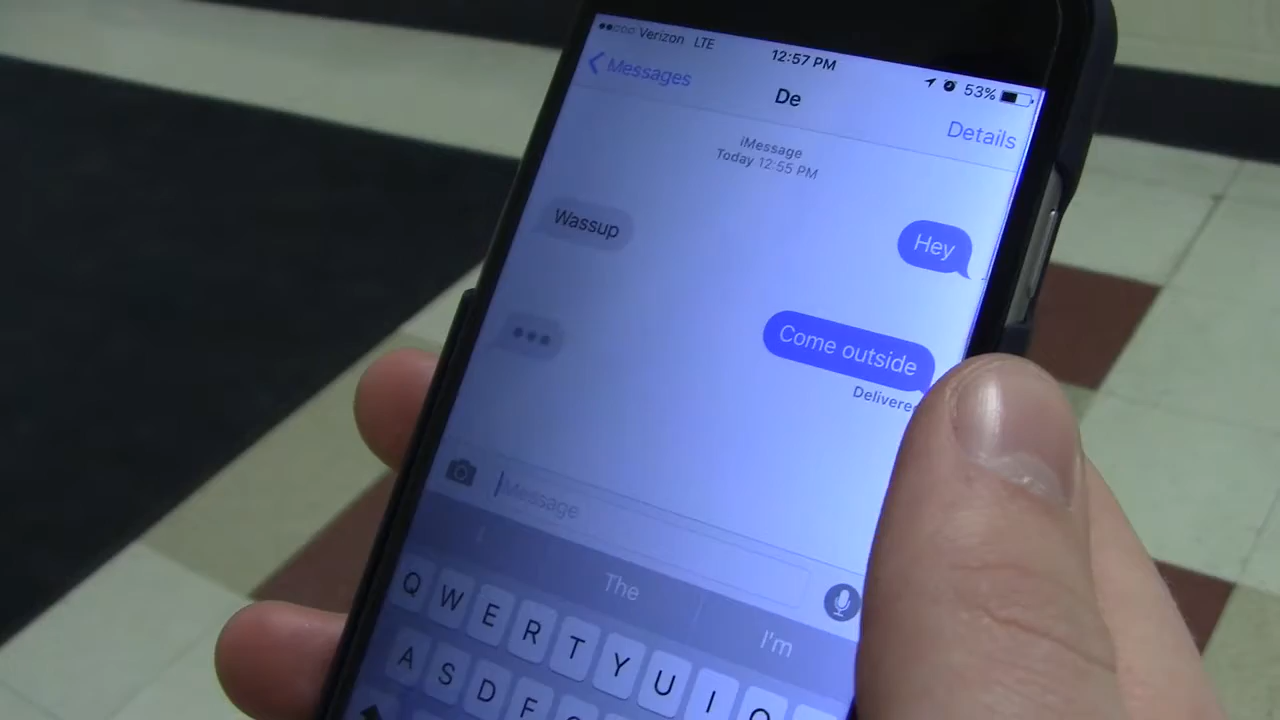 Verizon LTE 12:57 PM 53%
Messages De Details
iMessage
Today 12:55 PM
Hey
Wassup
Come outside
Delivered
Message
I The I'm
Q W E R T Y U I O
A S D F G